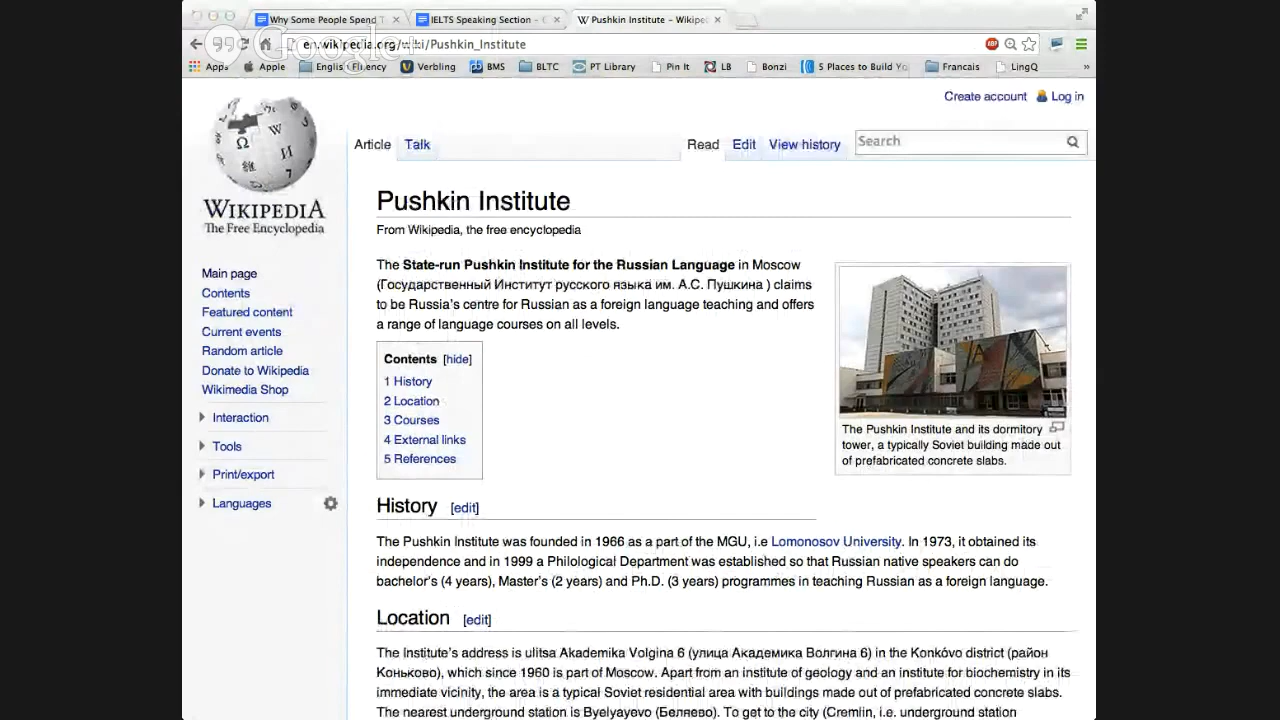 Why Some People Spend T
IELTS Speaking Section -
Pushkin Institute – Wikipe
Google+
en.wikipedia.org/wiki/Pushkin_Institute
Apps
Apple
English Fluency
Verbling
BMS
BLTC
PT Library
Pin It
LB
Bonzi
5 Places to Build Yo
Francais
LingQ
»
Create account
Log in
Article
Talk
Read
Edit
View history
Search
WIKIPEDIA
The Free Encyclopedia
Main page
Contents
Featured content
Current events
Random article
Donate to Wikipedia
Wikimedia Shop
Interaction
Tools
Print/export
Languages
Pushkin Institute
From Wikipedia, the free encyclopedia
The State-run Pushkin Institute for the Russian Language in Moscow
(Государственный Институт русского языка им. А.С. Пушкина ) claims
to be Russia's centre for Russian as a foreign language teaching and offers
a range of language courses on all levels.
The Pushkin Institute and its dormitory
tower, a typically Soviet building made out
of prefabricated concrete slabs.
Contents [hide]
1 History
2 Location
3 Courses
4 External links
5 References
History [edit]
The Pushkin Institute was founded in 1966 as a part of the MGU, i.e Lomonosov University. In 1973, it obtained its
independence and in 1999 a Philological Department was established so that Russian native speakers can do
bachelor's (4 years), Master's (2 years) and Ph.D. (3 years) programmes in teaching Russian as a foreign language.
Location [edit]
The Institute's address is ulitsa Akademika Volgina 6 (улица Академика Волгина 6) in the Konkóvo district (район
Коньково), which since 1960 is part of Moscow. Apart from an institute of geology and an institute for biochemistry in its
immediate vicinity, the area is a typical Soviet residential area with buildings made out of prefabricated concrete slabs.
The nearest underground station is Byelyayevo (Беляево). To get to the city (Cremlin, i.e. underground station